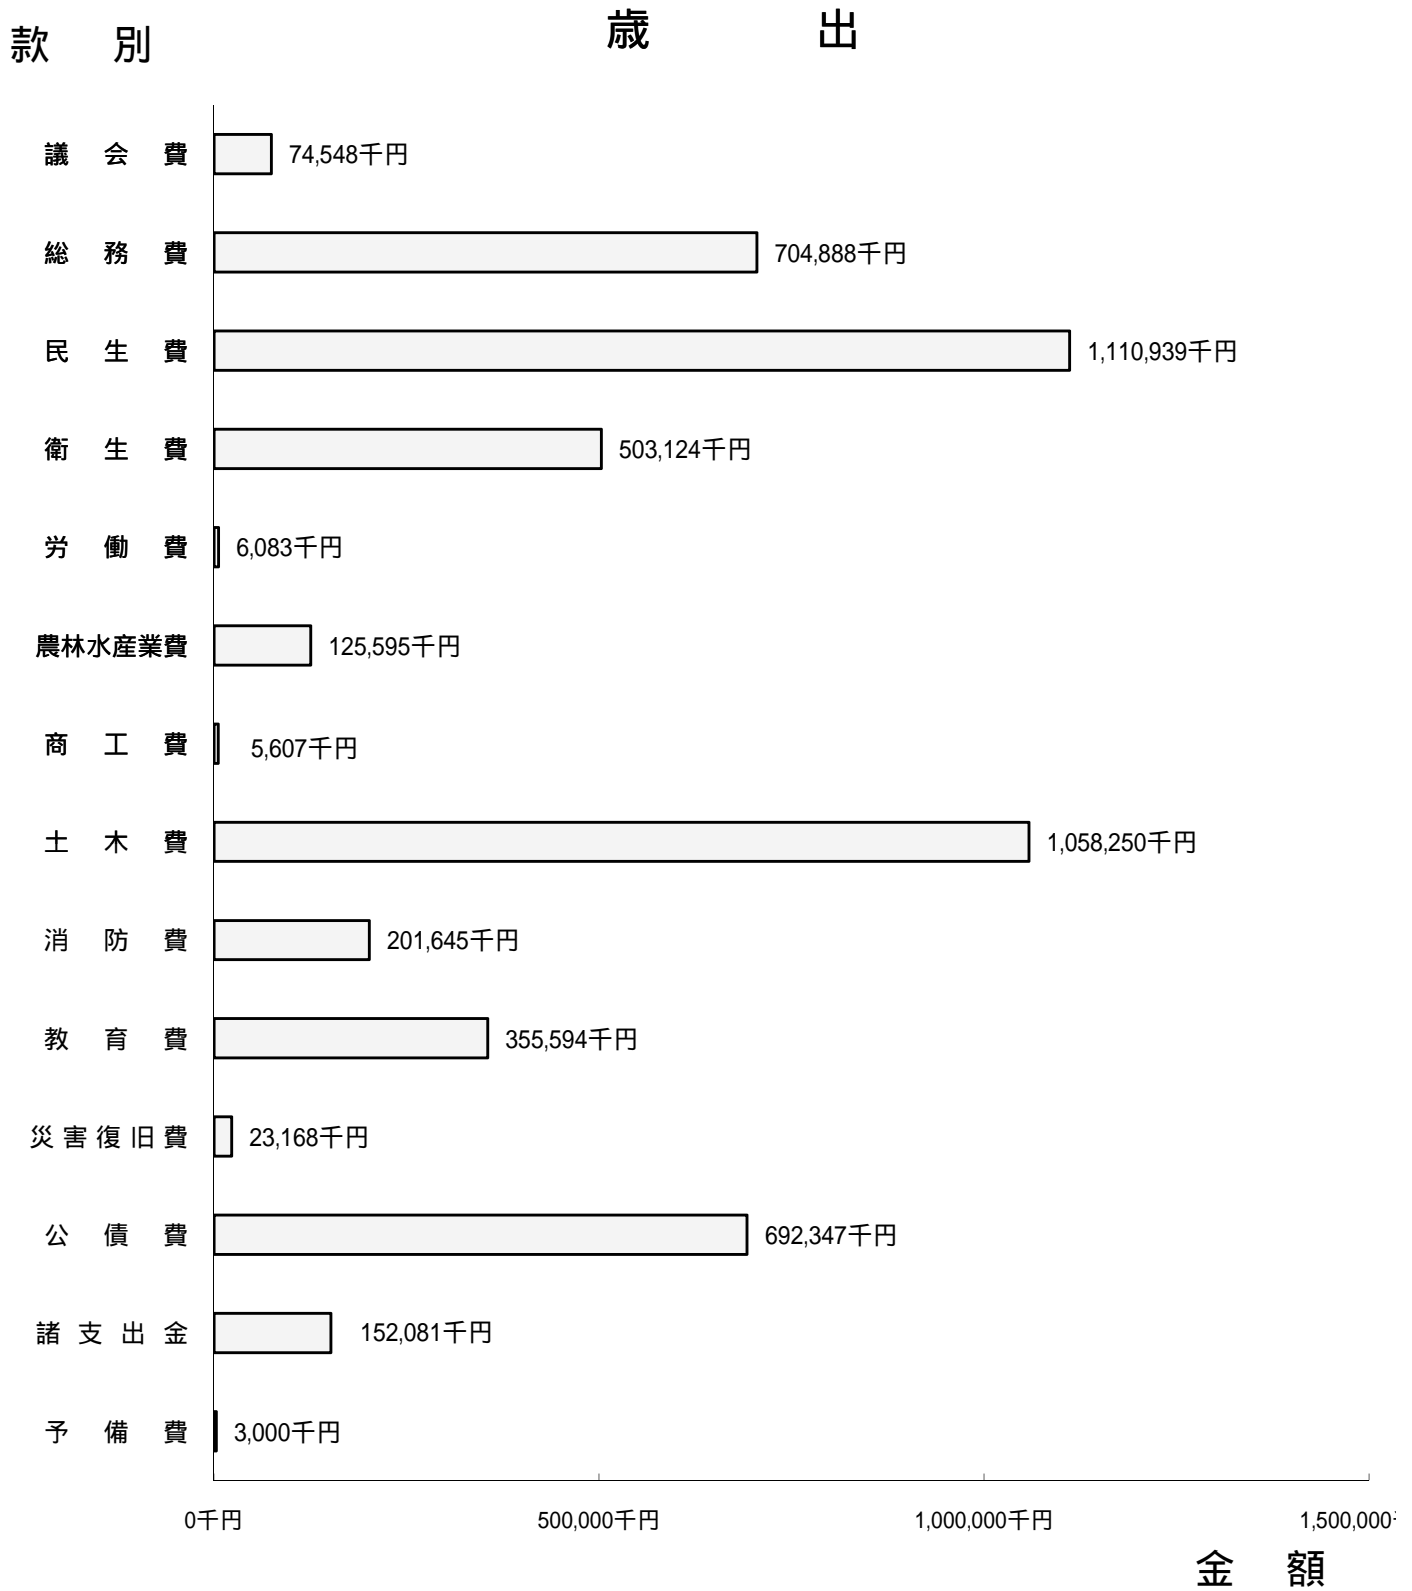 歳 出
款 別
議 会 費 74,548千円
総 務 費 704,888千円
民 生 費 1,110,939千円
衛 生 費 503,124千円
労 働 費 6,083千円
農林水産業費 125,595千円
商 工 費 5,607千円
土 木 費 1,058,250千円
消 防 費 201,645千円
教 育 費 355,594千円
災害復旧費 23,168千円
公 債 費 692,347千円
諸支出金 152,081千円
予 備 費 3,000千円
0千円 500,000千円 1,000,000千円 1,500,000
金 額